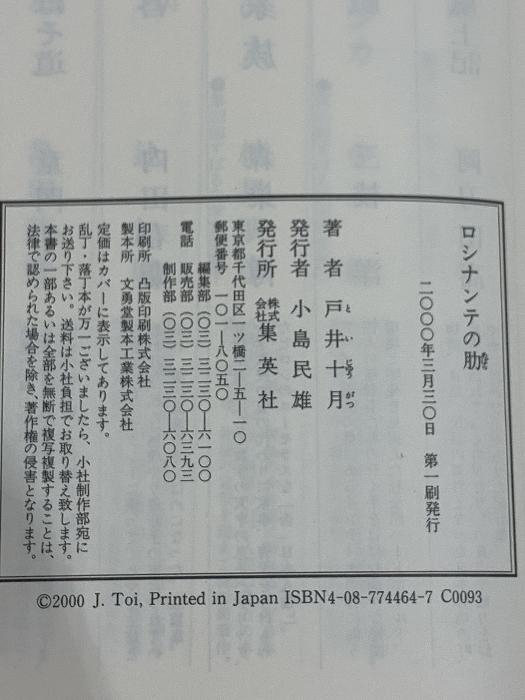 ロシナンテの肋
あばら
二〇〇〇年三月三〇日　第一刷発行
著者　戸井十月
といじゅうがつ
発行者　小島民雄
発行所　株式会社集英社
東京都千代田区一ツ橋二―五―一〇
郵便番号　一〇一―八〇五〇
編集部（〇三）三二三〇―六一〇〇
電話　販売部（〇三）三二三〇―六三九三
制作部（〇三）三二三〇―六〇八〇
印刷所　凸版印刷株式会社
製本所　文勇堂製本工業株式会社
定価はカバーに表示してあります。
乱丁・落丁本が万一ございましたら、小社制作部宛に
お送り下さい。送料は小社負担でお取り替え致します。
本書の一部あるいは全部を無断で複写複製することは、
法律で認められた場合を除き、著作権の侵害となります。
©2000 J. Toi, Printed in Japan ISBN4-08-774464-7 C0093